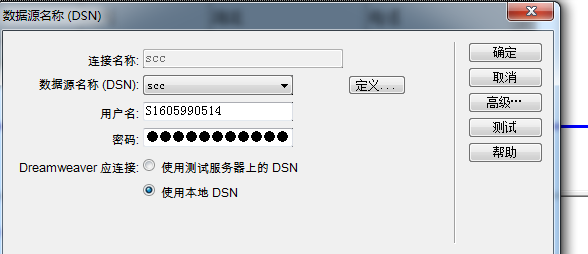 数据源名称 (DSN)
连接名称: scc
确定
数据源名称 (DSN): scc
定义...
取消
用户名: S1605990514
高级...
密码: ●●●●●●●●●●●
测试
Dreamweaver 应连接: 使用测试服务器上的 DSN
帮助
使用本地 DSN